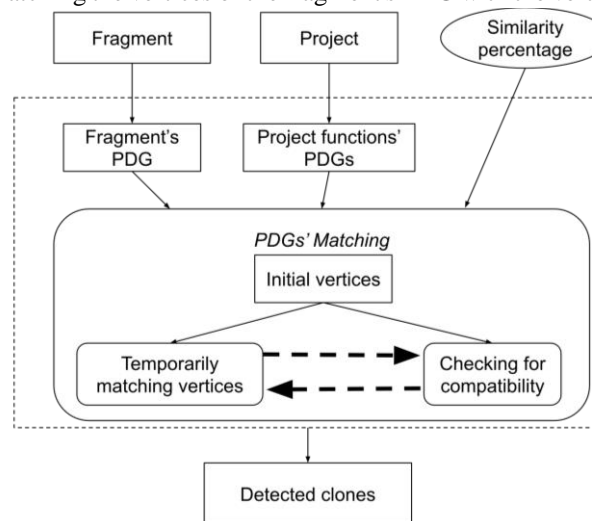 Fragment
Project
Similarity
percentage
Fragment's
PDG
Project functions'
PDGs
PDGs' Matching
Initial vertices
Temporarily
matching vertices
Checking for
compatibility
Detected clones